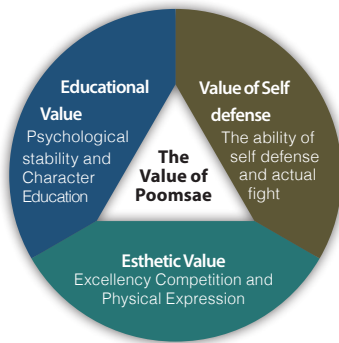 Educational
Value
Psychological
stability and
Character
Education
Value of Self
defense
The ability of
self defense
and actual
fight
The
Value of
Poomsae
Esthetic Value
Excellency Competition and
Physical Expression